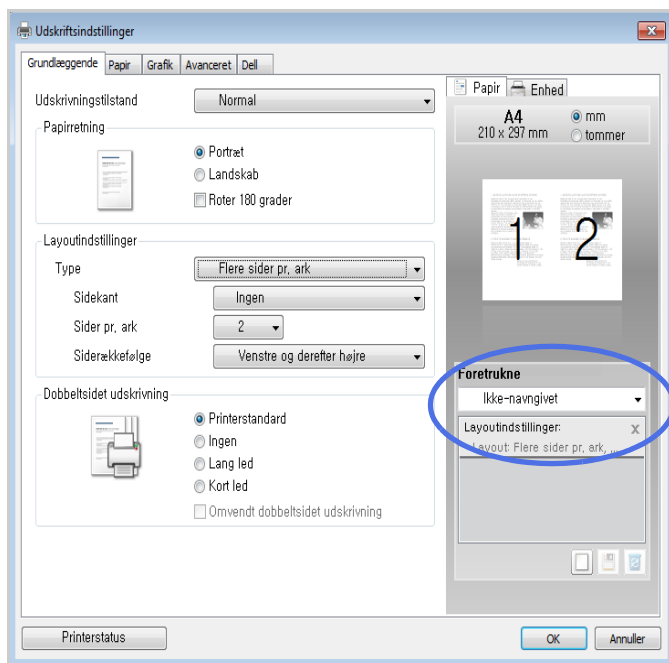 Udskriftsindstillinger
Grundlæggende Papir Grafik Avanceret Dell
Udskrivningstilstand Normal
Papirretning
Portræt
Landskab
Roter 180 grader
Layoutindstillinger
Type Flere sider pr, ark
Sidekant Ingen
Sider pr, ark 2
Siderækkefølge Venstre og derefter højre
Dobbeltsidet udskrivning
Printerstandard
Ingen
Lang led
Kort led
Omvendt dobbeltsidet udskrivning
Papir Enhed
A4
210 x 297 mm
mm
tommer
1 2
Foretrukne
Ikke-navngivet
Layoutindstillinger: x
Layout: Flere sider pr, ark, ...
Printerstatus OK Annuller